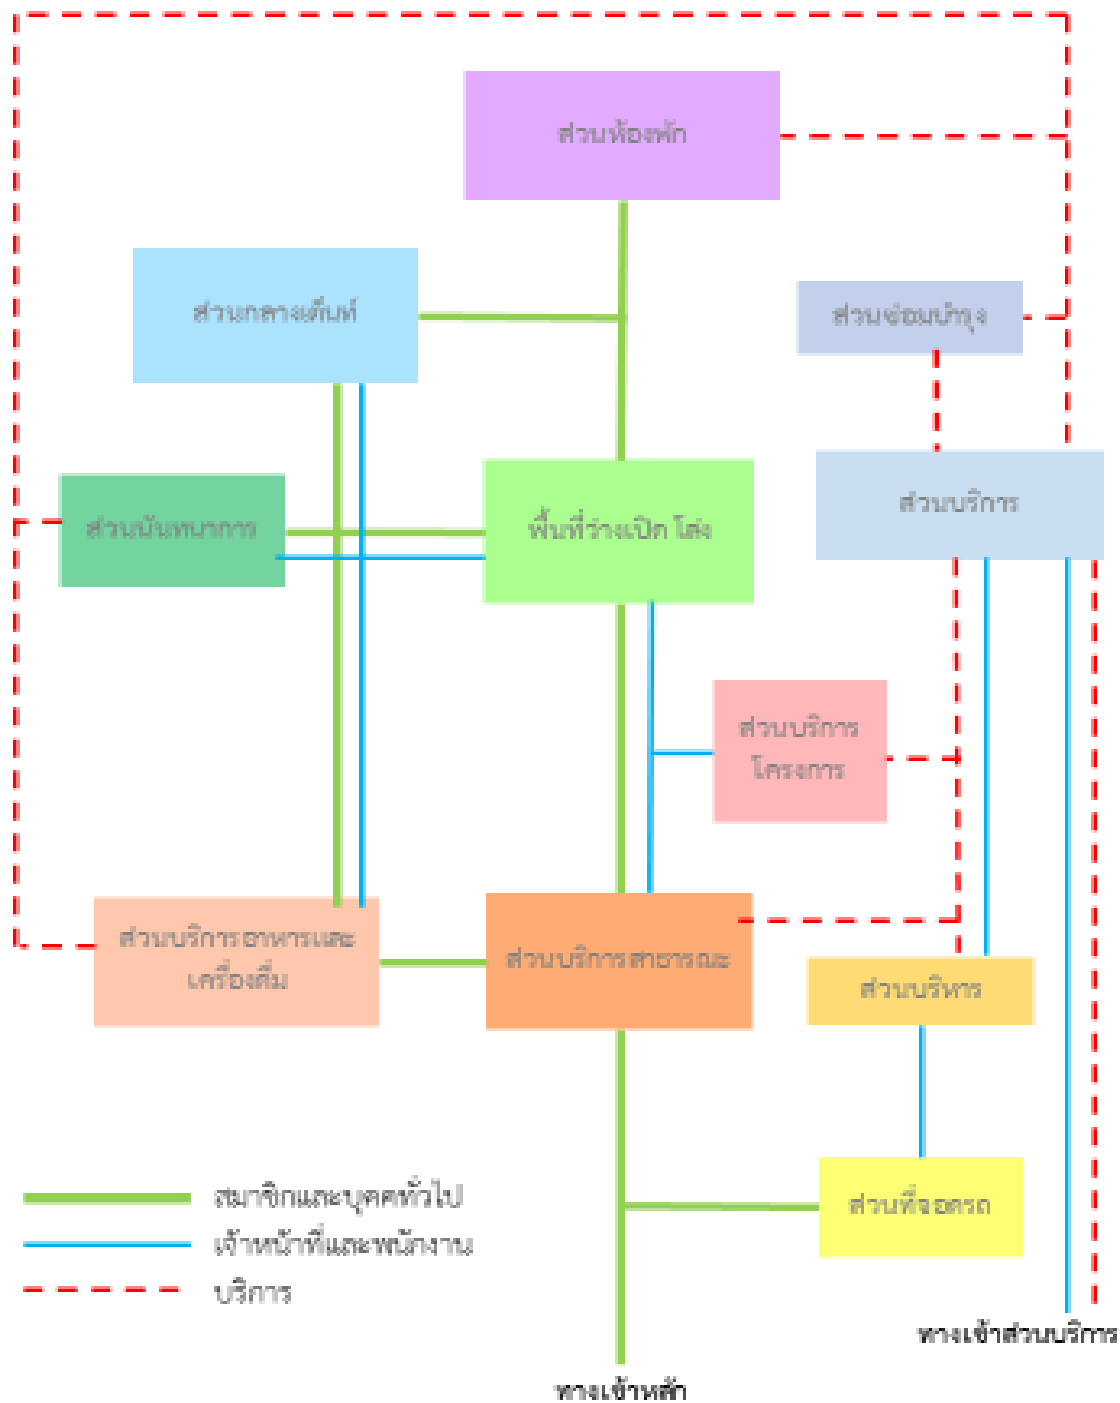 ส่วนห้องพัก
ส่วนกลางเต็นท์
ส่วนซ่อมบำรุง
ส่วนบริการ
ส่วนนันทนาการ
พื้นที่ว่างเปิด โล่ง
ส่วนบริการ
โครงการ
ส่วนบริการอาหารและ
เครื่องดื่ม
ส่วนบริการสาธารณะ
ส่วนบริหาร
ส่วนที่จอดรถ
สมาชิกและบุคคทั่วไป
เจ้าหน้าที่และพนักงาน
บริการ
ทางเข้าส่วนบริการ
ทางเข้าหลัก